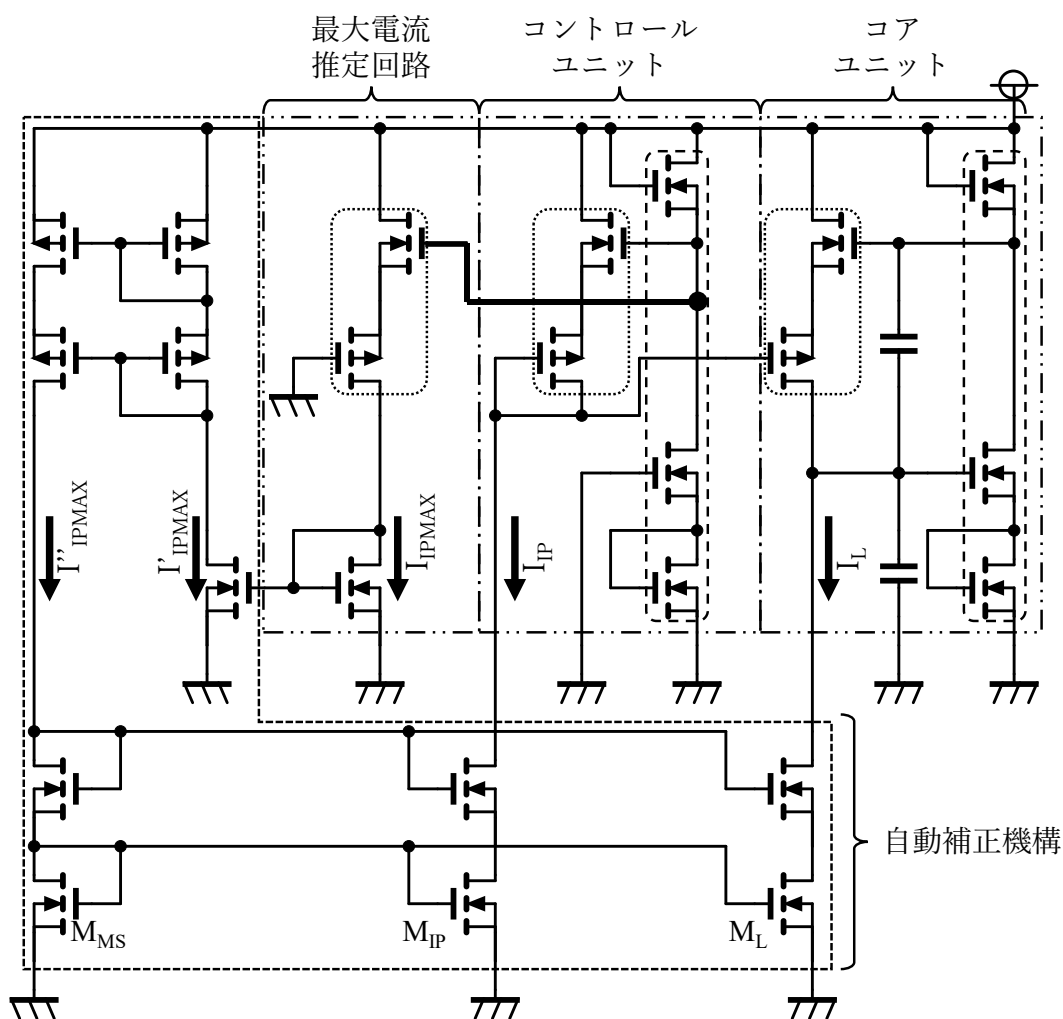 最大電流
推定回路
コントロール
ユニット
コア
ユニット
I''IPMAX
I'IPMAX
IIPMAX
IIP
IL
自動補正機構
MMS
MIP
ML